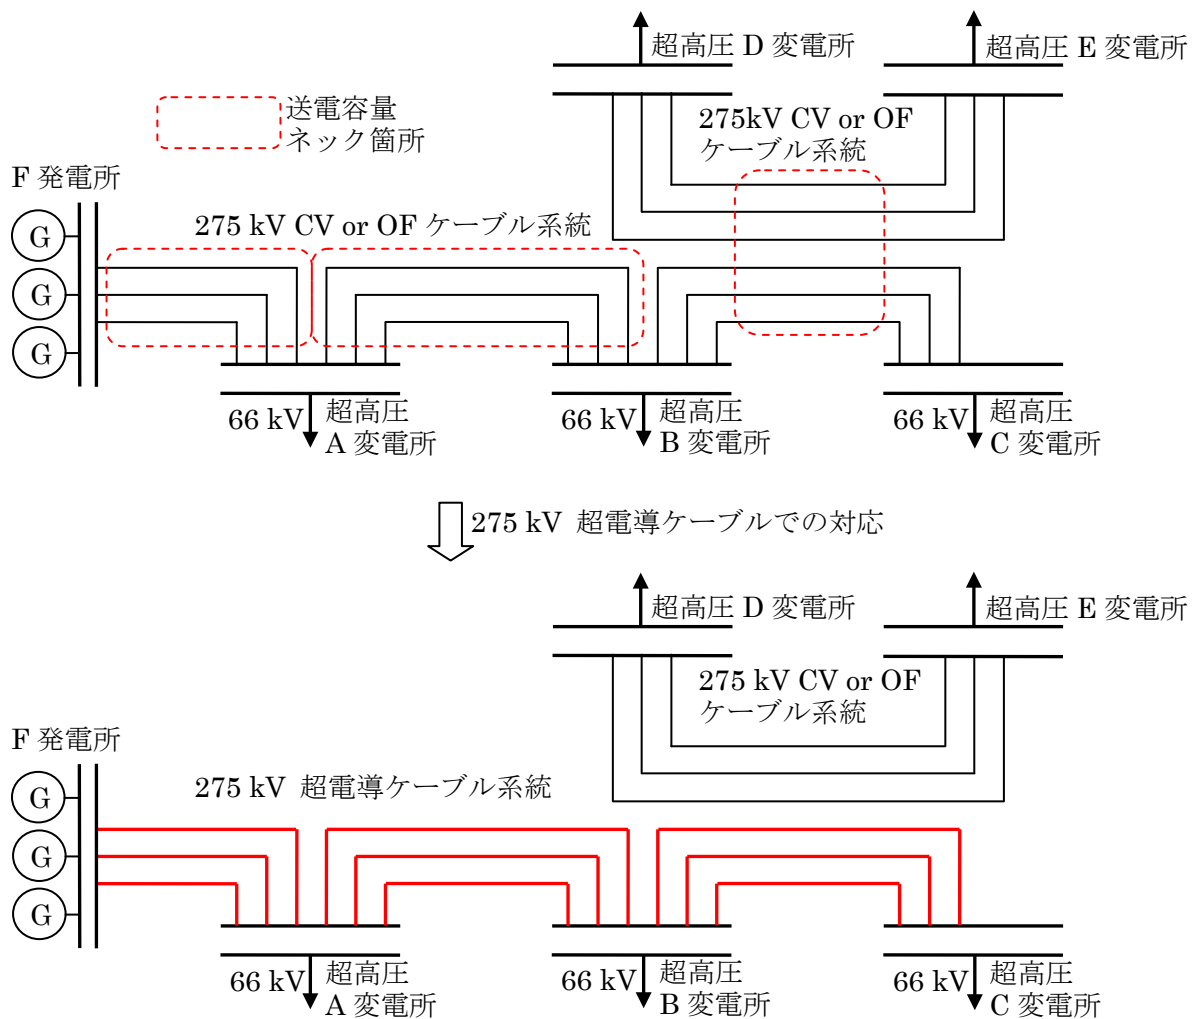 超高圧 D 変電所
超高圧 E 変電所
送電容量
ネック箇所
275kV CV or OF
ケーブル系統
F 発電所
275 kV CV or OF ケーブル系統
G
G
G
66 kV
超高圧
A 変電所
66 kV
超高圧
B 変電所
66 kV
超高圧
C 変電所
275 kV 超電導ケーブルでの対応
超高圧 D 変電所
超高圧 E 変電所
275 kV CV or OF
ケーブル系統
F 発電所
275 kV 超電導ケーブル系統
G
G
G
66 kV
超高圧
A 変電所
66 kV
超高圧
B 変電所
66 kV
超高圧
C 変電所